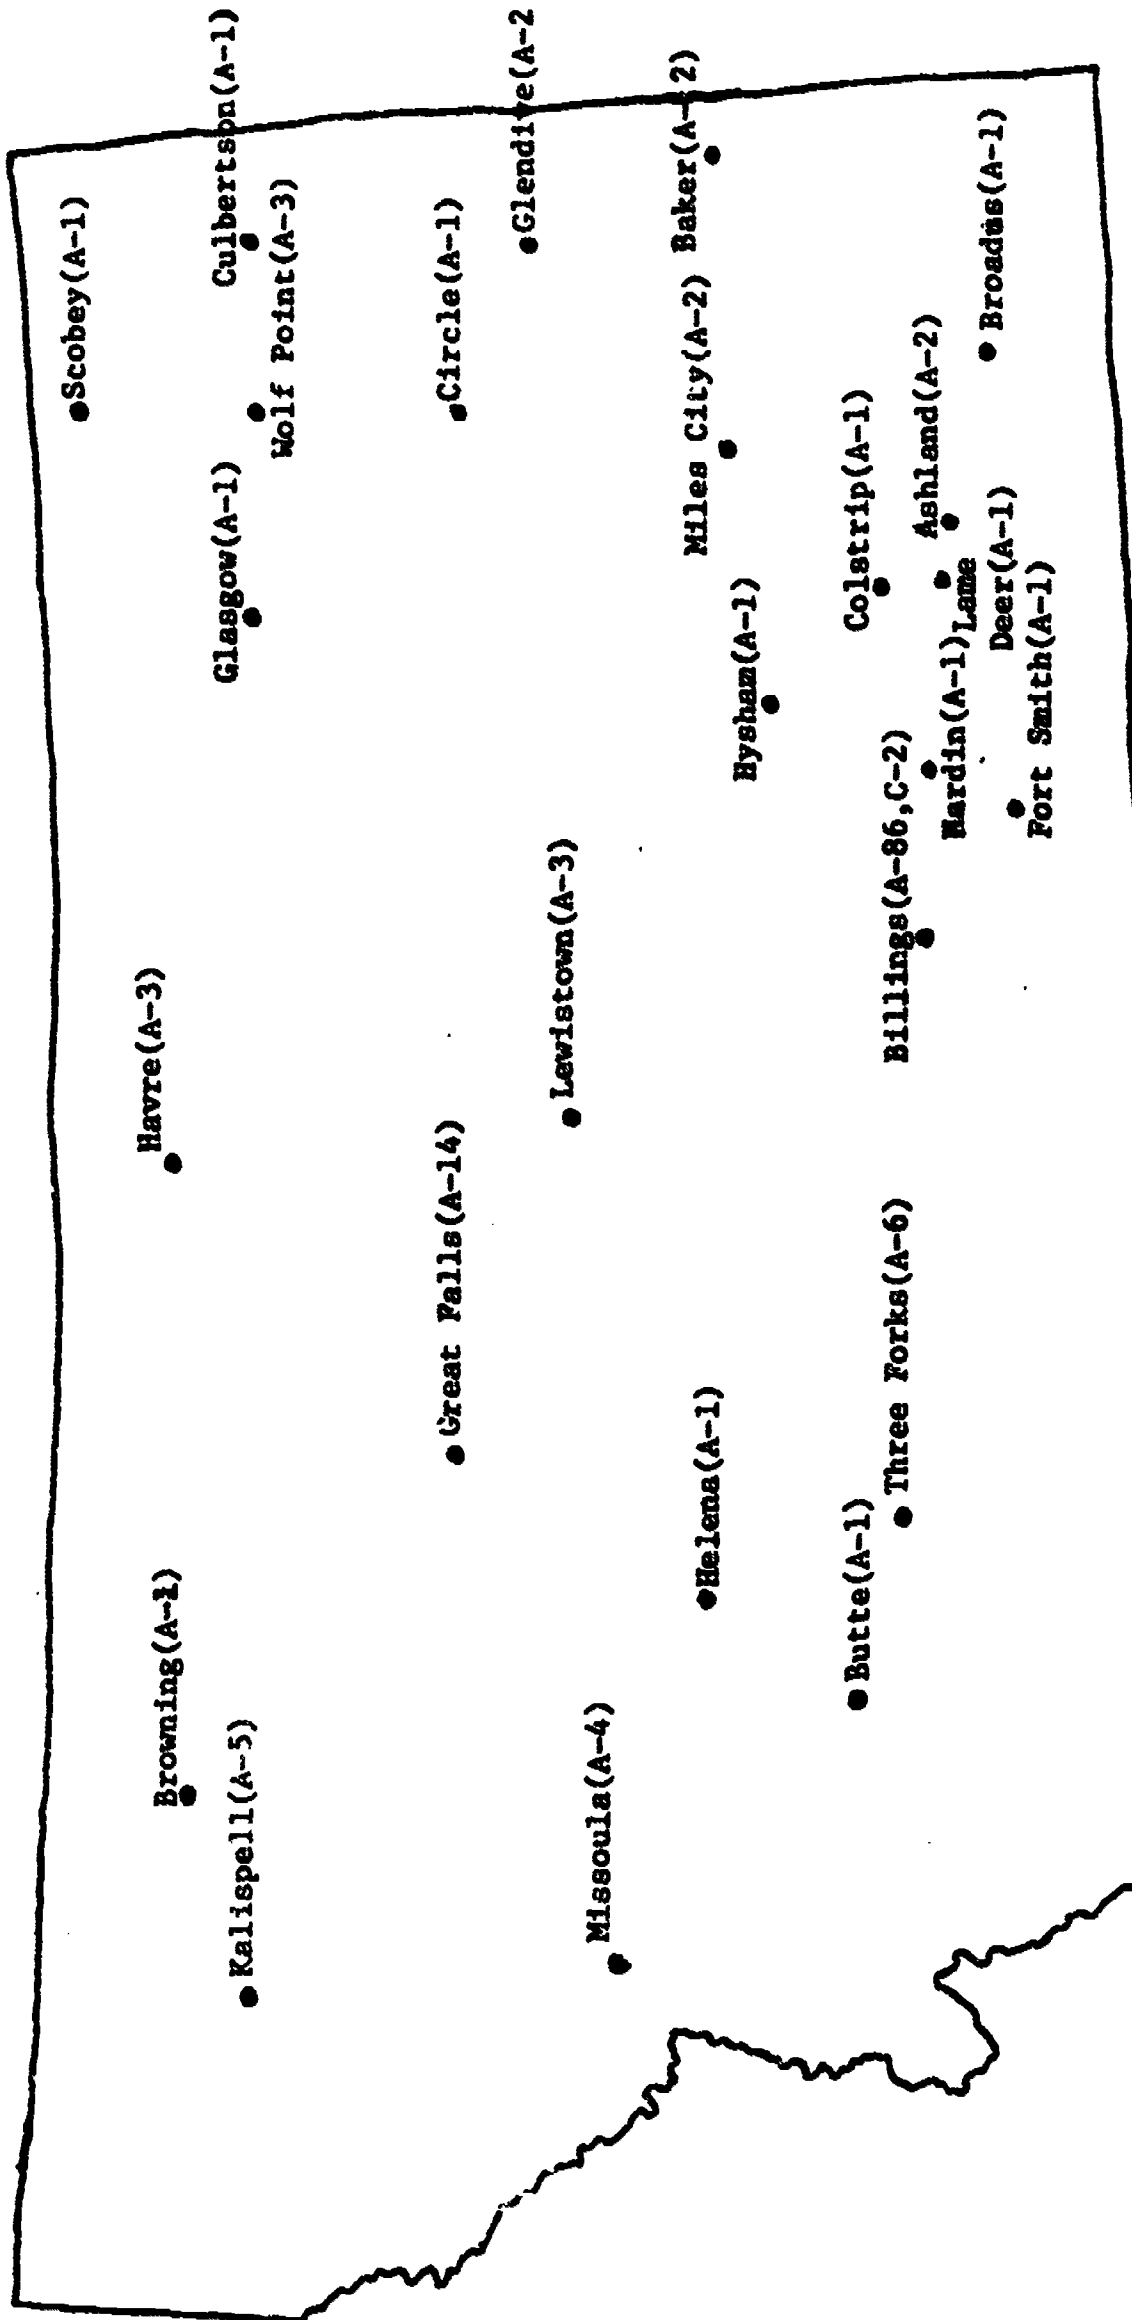 Scobey(A-1)
Havre(A-3)
Browning(A-1)
Culbertson(A-1)
Glasgow(A-1)
Wolf Point(A-3)
Kalispell(A-5)
Great Falls(A-14)
Circle(A-1)
Glendive(A-2
Lewistown(A-3)
Missoula(A-4)
Baker(A-2)
Miles City(A-2)
Helena(A-1)
Hysham(A-1)
Colstrip(A-1)
Butte(A-1)
Three Forks(A-6)
Billings(A-86,C-2)
Ashland(A-2)
Hardin(A-1)
Lame
Deer(A-1)
Broadus(A-1)
Fort Smith(A-1)